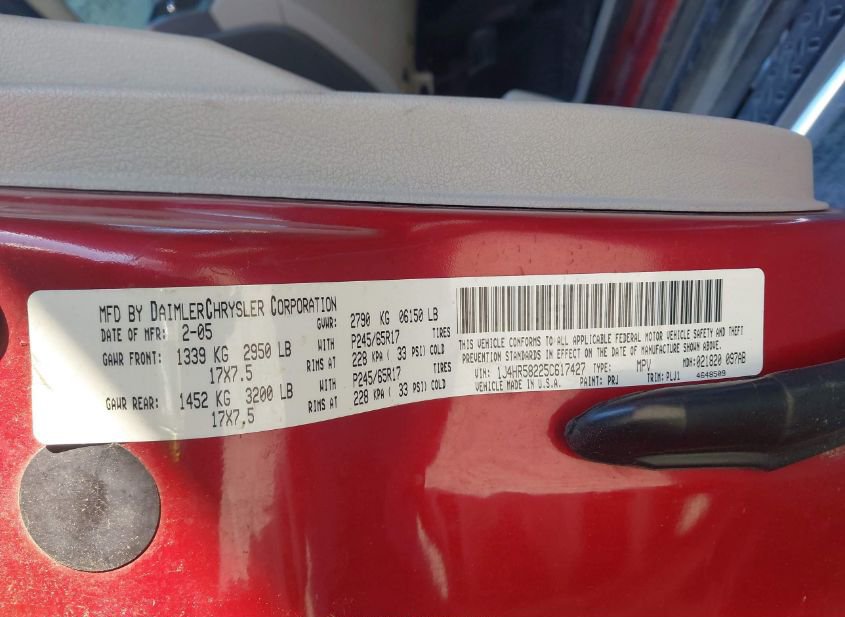 MFD BY DAIMLERCHRYSLER CORPORATION
DATE OF MFR: 2-05 GVWR: 2790 KG 06150 LB
GAWR FRONT: 1339 KG 2950 LB WITH P245/65R17 TIRES
17X7.5 RIMS AT 228 KPA ( 33 PSI) COLD
GAWR REAR: 1452 KG 3200 LB WITH P245/65R17 TIRES
17X7.5 RIMS AT 228 KPA ( 33 PSI) COLD
THIS VEHICLE CONFORMS TO ALL APPLICABLE FEDERAL MOTOR VEHICLE SAFETY AND THEFT
PREVENTION STANDARDS IN EFFECT ON THE DATE OF MANUFACTURE SHOWN ABOVE.
VIN: 1J4HR58225C617427 TYPE: MPV MDH:021820 097AB
VEHICLE MADE IN U.S.A. PAINT: PRJ TRIM: PLJ1 4648509